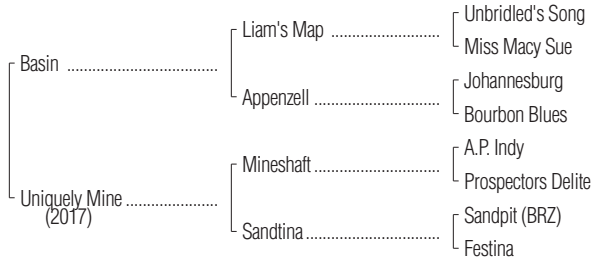 Unbridled's Song
Liam's Map ..........................
Miss Macy Sue
Basin ....................................
Johannesburg
Appenzell ..............................
Bourbon Blues
A.P. Indy
Mineshaft ..............................
Prospectors Delite
Uniquely Mine ......................
(2017)
Sandpit (BRZ)
Sandtina ................................
Festina